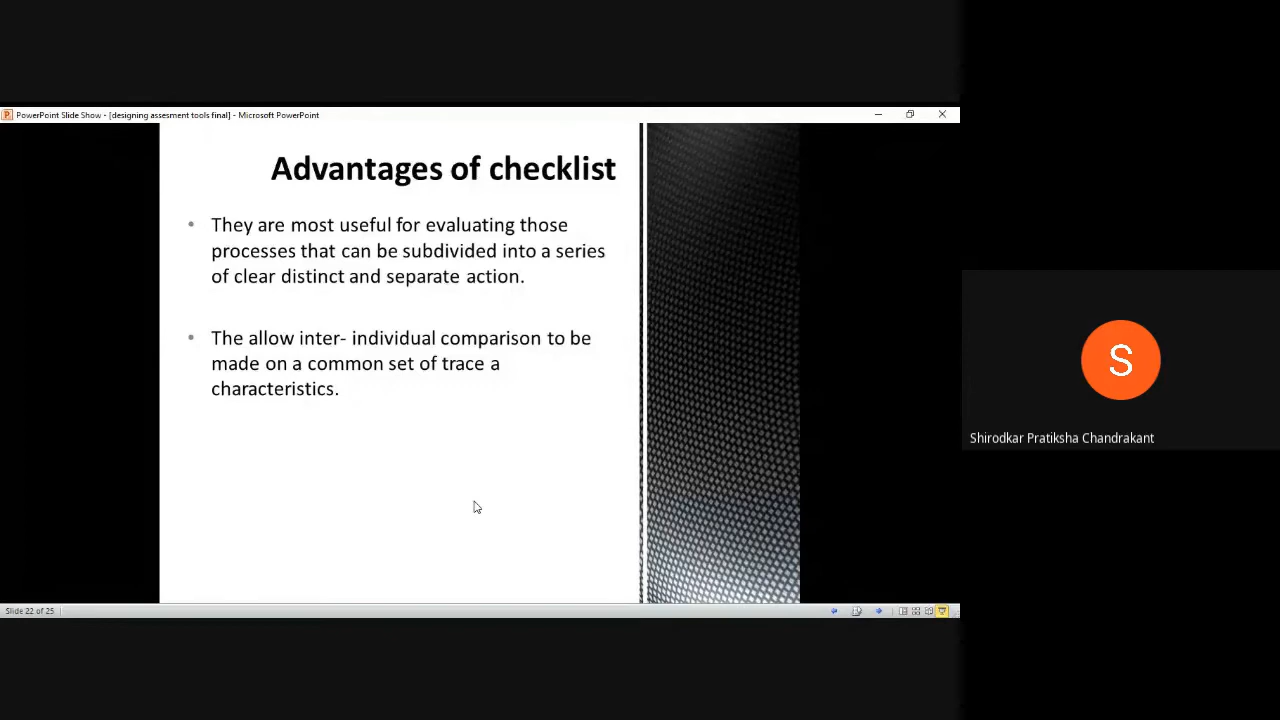 PowerPoint Slide Show - [designing assesment tools final] - Microsoft PowerPoint
Advantages of checklist
• They are most useful for evaluating those
processes that can be subdivided into a series
of clear distinct and separate action.
• The allow inter- individual comparison to be
made on a common set of trace a
characteristics.
S
Shirodkar Pratiksha Chandrakant
Slide 22 of 25